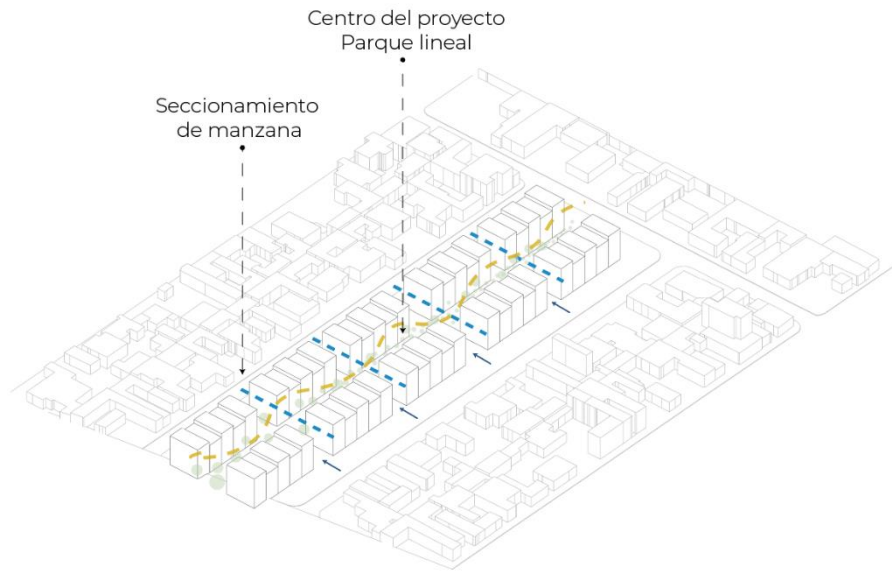 Centro del proyecto
Parque lineal
Seccionamiento
de manzana